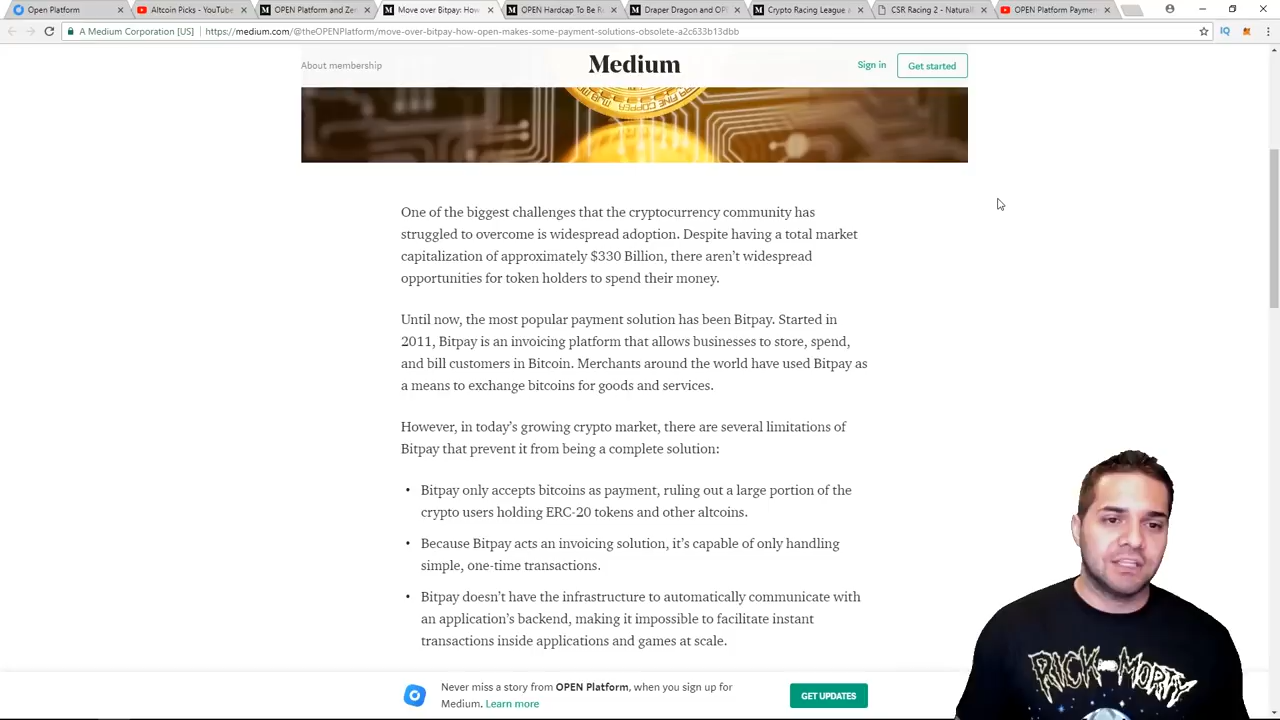 Open Platform
Altcoin Picks - YouTube
OPEN Platform and Ze
Move over Bitpay: How
OPEN Hardcap To Be R
Draper Dragon and OP
Crypto Racing League
CSR Racing 2 - Natural
OPEN Platform Paymen
A Medium Corporation [US]
https://medium.com/@theOPENPlatform/move-over-bitpay-how-open-makes-some-payment-solutions-obsolete-a2c633b13dbb
About membership
Medium
Sign in
Get started
One of the biggest challenges that the cryptocurrency community has
struggled to overcome is widespread adoption. Despite having a total market
capitalization of approximately $330 Billion, there aren't widespread
opportunities for token holders to spend their money.
Until now, the most popular payment solution has been Bitpay. Started in
2011, Bitpay is an invoicing platform that allows businesses to store, spend,
and bill customers in Bitcoin. Merchants around the world have used Bitpay as
a means to exchange bitcoins for goods and services.
However, in today's growing crypto market, there are several limitations of
Bitpay that prevent it from being a complete solution:
• Bitpay only accepts bitcoins as payment, ruling out a large portion of the
crypto users holding ERC-20 tokens and other altcoins.
• Because Bitpay acts an invoicing solution, it's capable of only handling
simple, one-time transactions.
• Bitpay doesn't have the infrastructure to automatically communicate with
an application's backend, making it impossible to facilitate instant
transactions inside applications and games at scale.
Never miss a story from OPEN Platform, when you sign up for
Medium. Learn more
GET UPDATES
RICK AND MORTY